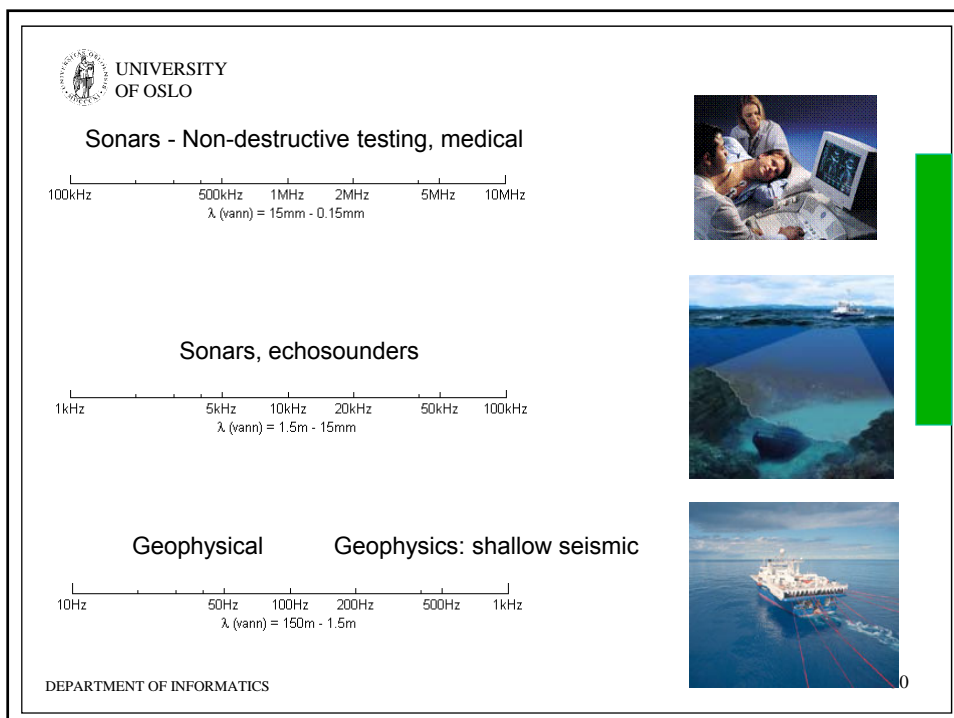 UNIVERSITY
OF OSLO
Sonars - Non-destructive testing, medical
100kHz 500kHz 1MHz 2MHz 5MHz 10MHz
λ (vann) = 15mm - 0.15mm
Sonars, echosounders
1kHz 5kHz 10kHz 20kHz 50kHz 100kHz
λ (vann) = 1.5m - 15mm
Geophysical Geophysics: shallow seismic
10Hz 50Hz 100Hz 200Hz 500Hz 1kHz
λ (vann) = 150m - 1.5m
DEPARTMENT OF INFORMATICS 0